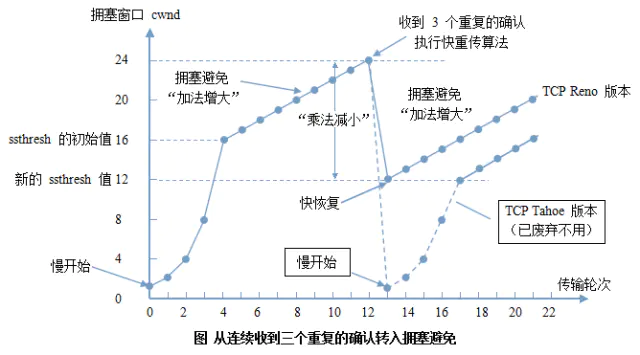 拥塞窗口 cwnd
收到 3 个重复的确认
执行快重传算法
24
拥塞避免
“加法增大”
拥塞避免
“加法增大”
TCP Reno 版本
20
“乘法减小”
ssthresh 的初始值
16
新的 ssthresh 值
12
快恢复
TCP Tahoe 版本
（已废弃不用）
8
慢开始
4
慢开始
传输轮次
0
0 2 4 6 8 10 12 14 16 18 20 22
图 从连续收到三个重复的确认转入拥塞避免